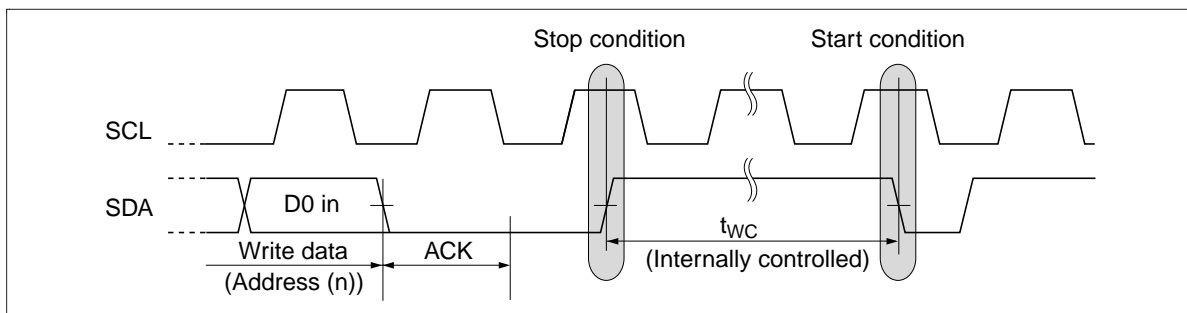 Stop condition
Start condition
SCL
SDA
D0 in
Write data
(Address (n))
ACK
tWC
(Internally controlled)